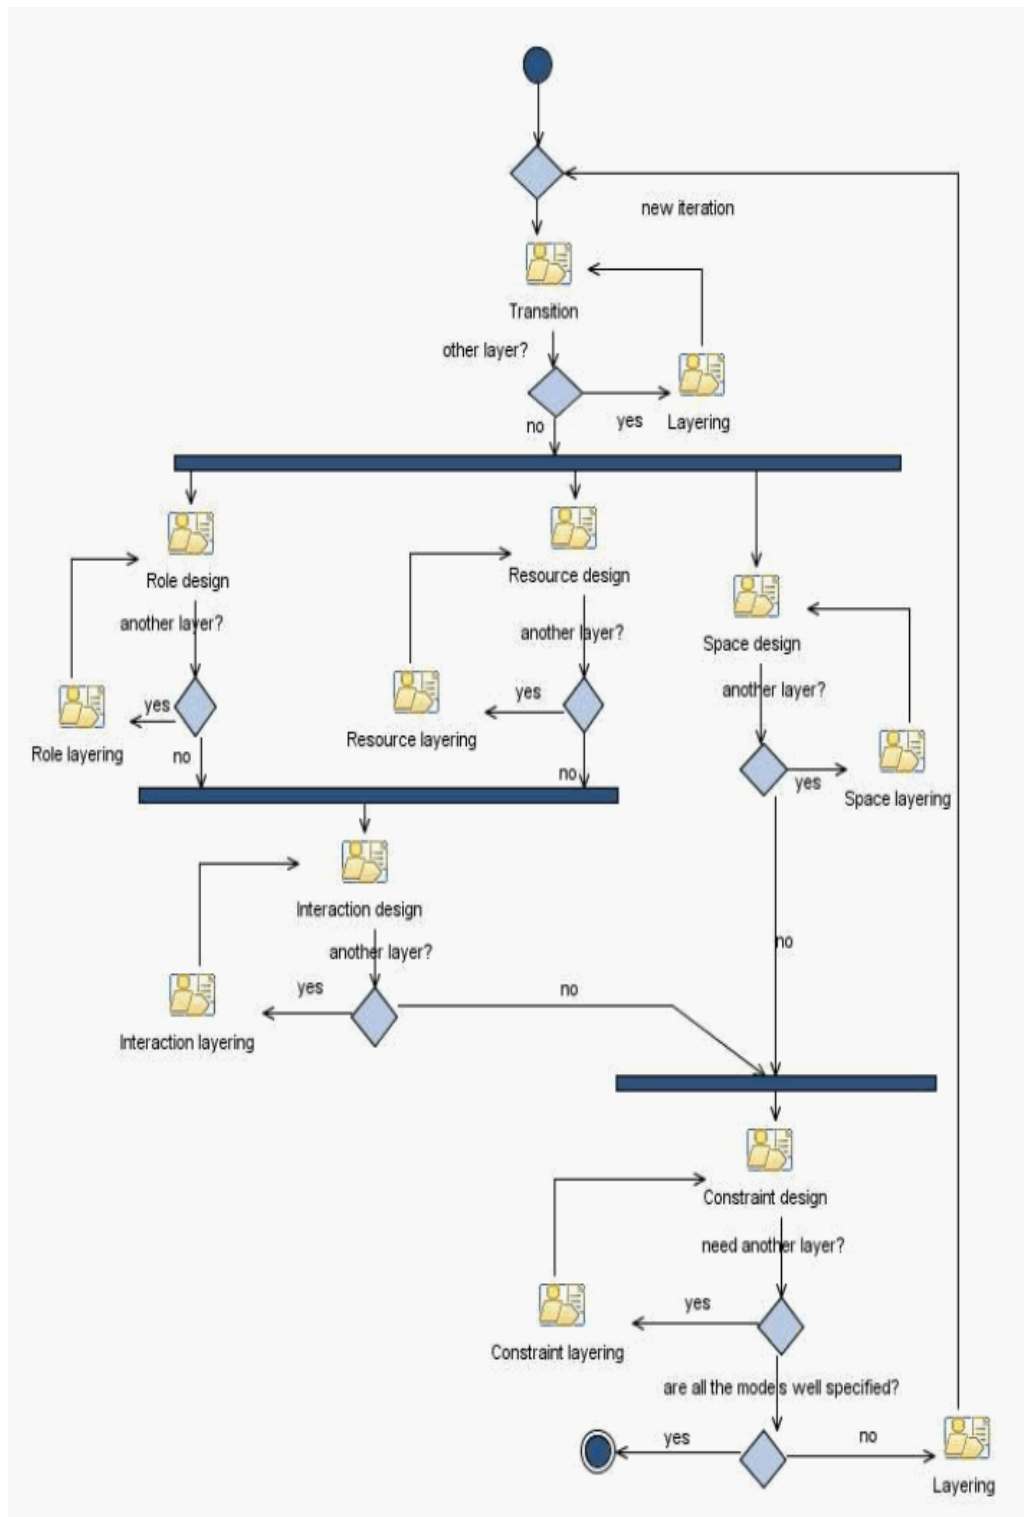 new iteration
Transition
other layer?
no
yes
Layering
Role design
another layer?
yes
Role layering
no
Resource design
another layer?
yes
Resource layering
no
Space design
another layer?
yes
Space layering
no
Interaction design
another layer?
yes
Interaction layering
no
Constraint design
need another layer?
yes
Constraint layering
are all the models well specified?
yes
no
Layering